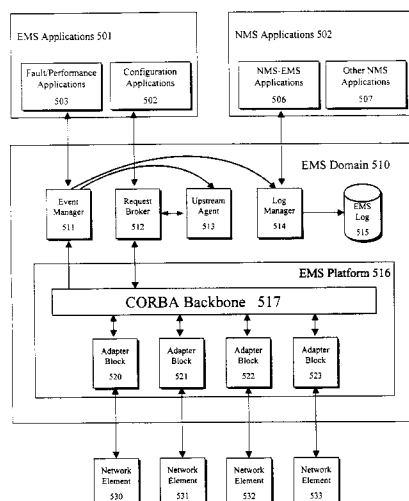 EMS Applications 501
NMS Applications 502
Fault/Performance
Applications
503
Configuration
Applications
502
NMS-EMS
Applications
506
Other NMS
Applications
507
EMS Domain 510
Event
Manager
511
Request
Broker
512
Upstream
Agent
513
Log
Manager
514
EMS
Log
515
EMS Platform 516
CORBA Backbone 517
Adapter
Block
520
Adapter
Block
521
Adapter
Block
522
Adapter
Block
523
Network
Element
530
Network
Element
531
Network
Element
532
Network
Element
533